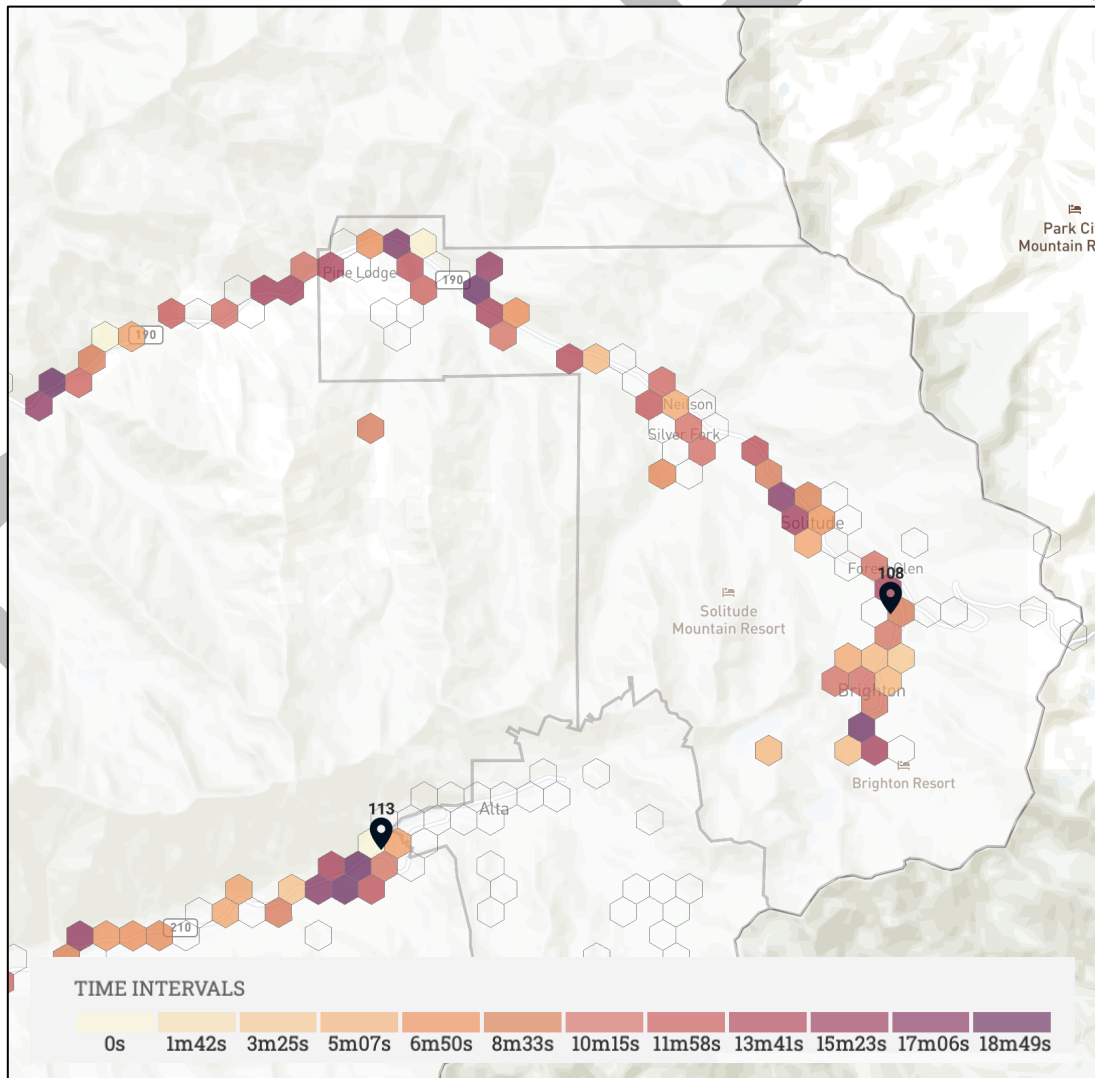 Park Ci
Mountain R
Pine Lodge
190
190
Neilson
Silver Fork
Solitude
Forest Glen
108
Solitude
Mountain Resort
Brighton
Brighton Resort
113
Alta
210
TIME INTERVALS
0s 1m42s 3m25s 5m07s 6m50s 8m33s 10m15s 11m58s 13m41s 15m23s 17m06s 18m49s